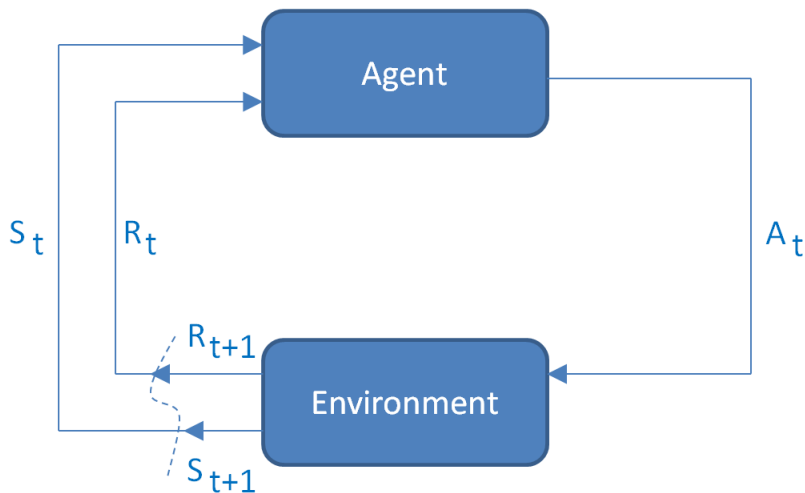 Agent
S t
R t
A t
R t+1
Environment
S t+1